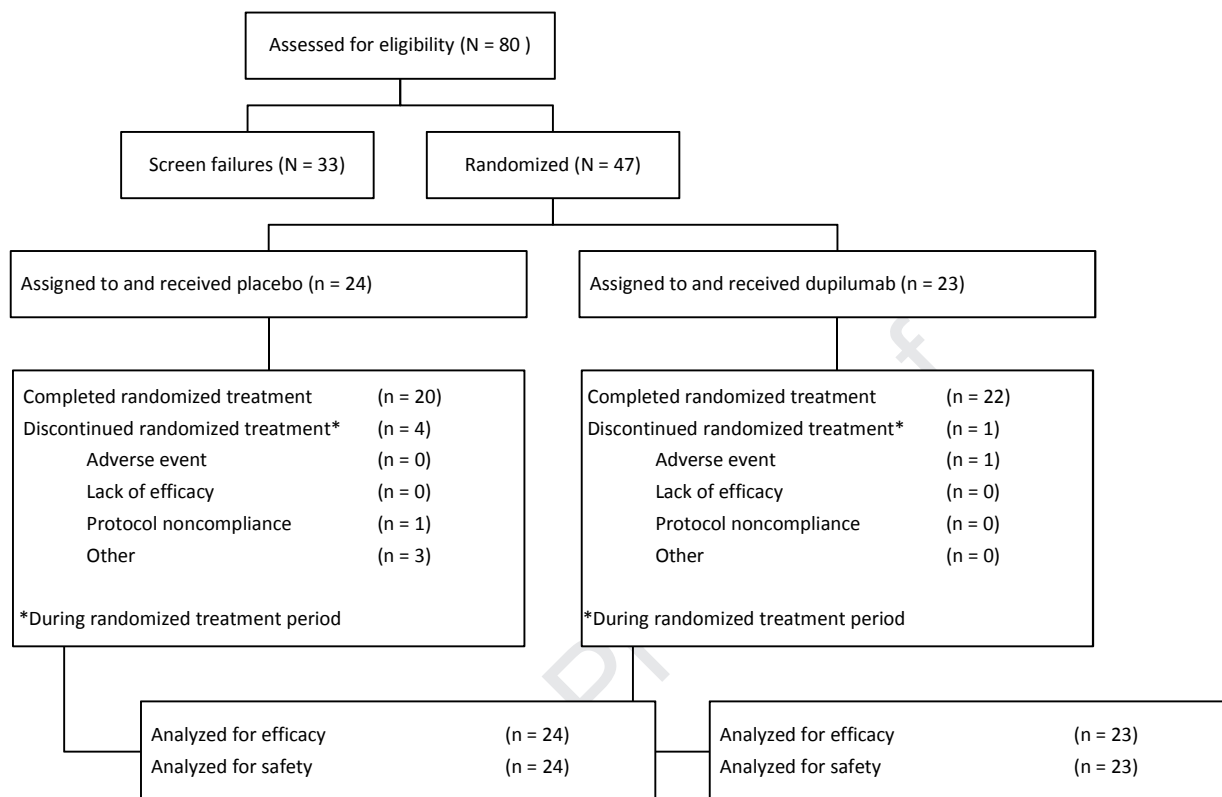 Assessed for eligibility (N = 80 )
Screen failures (N = 33)
Randomized (N = 47)
Assigned to and received placebo (n = 24)
Assigned to and received dupilumab (n = 23)
Completed randomized treatment (n = 20)
Discontinued randomized treatment* (n = 4)
Adverse event (n = 0)
Lack of efficacy (n = 0)
Protocol noncompliance (n = 1)
Other (n = 3)
*During randomized treatment period
Completed randomized treatment (n = 22)
Discontinued randomized treatment* (n = 1)
Adverse event (n = 1)
Lack of efficacy (n = 0)
Protocol noncompliance (n = 0)
Other (n = 0)
*During randomized treatment period
Analyzed for efficacy (n = 24)
Analyzed for safety (n = 24)
Analyzed for efficacy (n = 23)
Analyzed for safety (n = 23)